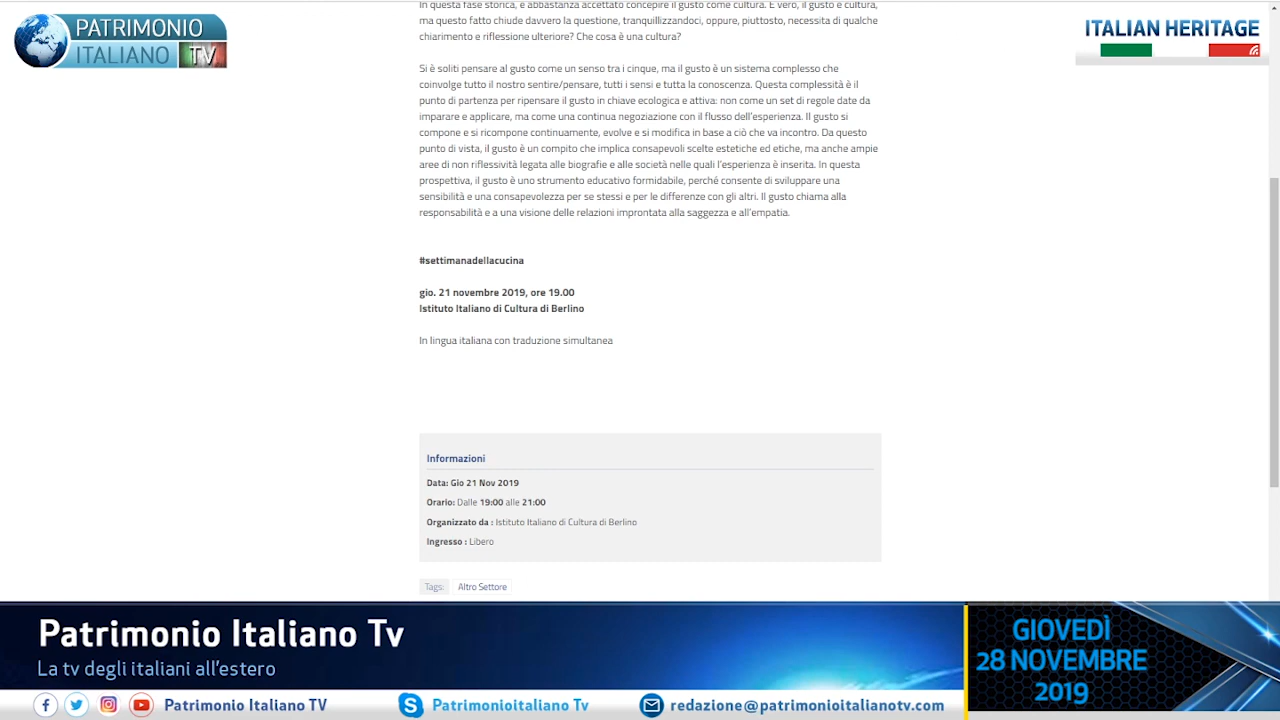 PATRIMONIO
ITALIANO TV
ITALIAN HERITAGE
In questa fase storica, è abbastanza accettato concepire il gusto come cultura. È vero, il gusto è cultura,
ma questo fatto chiude davvero la questione, tranquillizzandoci, oppure, piuttosto, necessita di qualche
chiarimento e riflessione ulteriore? Che cosa è una cultura?
Si è soliti pensare al gusto come un senso tra i cinque, ma il gusto è un sistema complesso che
coinvolge tutto il nostro sentire/pensare, tutti i sensi e tutta la conoscenza. Questa complessità è il
punto di partenza per ripensare il gusto in chiave ecologica e attiva: non come un set di regole date da
imparare e applicare, ma come una continua negoziazione con il flusso dell'esperienza. Il gusto si
compone e si ricompone continuamente, evolve e si modifica in base a ciò che va incontro. Da questo
punto di vista, il gusto è un compito che implica consapevoli scelte estetiche ed etiche, ma anche ampie
aree di non riflessività legata alle biografie e alle società nelle quali l'esperienza è inserita. In questa
prospettiva, il gusto è uno strumento educativo formidabile, perché consente di sviluppare una
sensibilità e una consapevolezza per se stessi e per le differenze con gli altri. Il gusto chiama alla
responsabilità e a una visione delle relazioni improntata alla saggezza e all'empatia.
#settimanadellacucina
gio. 21 novembre 2019, ore 19.00
Istituto Italiano di Cultura di Berlino
In lingua italiana con traduzione simultanea
Informazioni
Data: Gio 21 Nov 2019
Orario: Dalle 19:00 alle 21:00
Organizzato da : Istituto Italiano di Cultura di Berlino
Ingresso : Libero
Tags: Altro Settore
Patrimonio Italiano Tv
La tv degli italiani all'estero
GIOVEDÌ
28 NOVEMBRE
2019
Patrimonio Italiano TV
Patrimonioitaliano Tv
redazione@patrimonioitalianotv.com